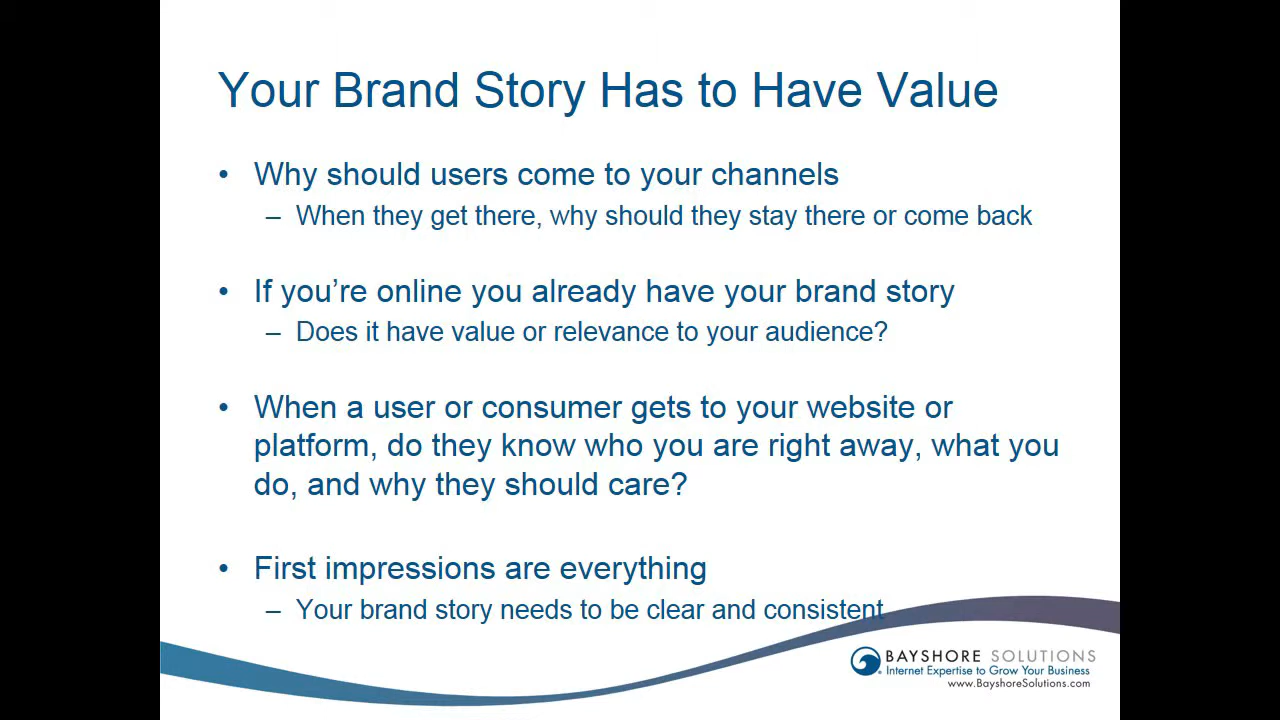 Your Brand Story Has to Have Value
• Why should users come to your channels
– When they get there, why should they stay there or come back
• If you’re online you already have your brand story
– Does it have value or relevance to your audience?
• When a user or consumer gets to your website or
platform, do they know who you are right away, what you
do, and why they should care?
• First impressions are everything
– Your brand story needs to be clear and consistent
BAYSHORE SOLUTIONS
Internet Expertise to Grow Your Business
www.BayshoreSolutions.com